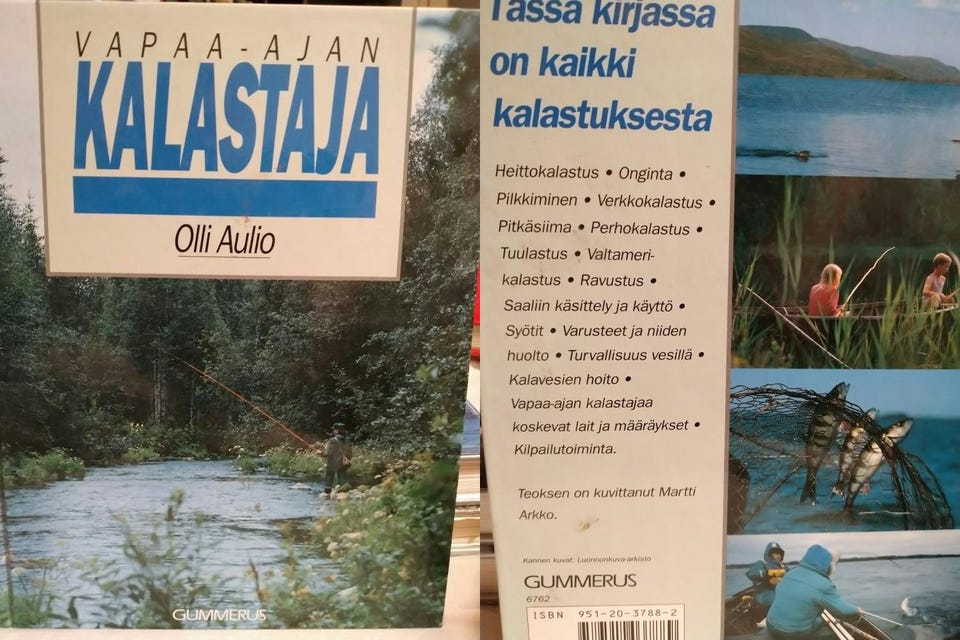 VAPAA-AJAN
KALASTAJA
Olli Aulio
GUMMERUS
Tässä kirjassa
on kaikki
kalastuksesta
Heittokalastus • Onginta •
Pilkkiminen • Verkkokalastus •
Pitkäsiima • Perhokalastus •
Tuulastus • Valtameri-
kalastus • Ravustus •
Saaliin käsittely ja käyttö •
Syötit • Varusteet ja niiden
huolto • Turvallisuus vesillä •
Kalavesien hoito •
Vapaa-ajan kalastajaa
koskevat lait ja määräykset •
Kilpailutoiminta.
Teoksen on kuvittanut Martti
Arkko.
Kannen kuvat: Luonnonkuva-arkisto
GUMMERUS
6762
ISBN 951-20-3788-2